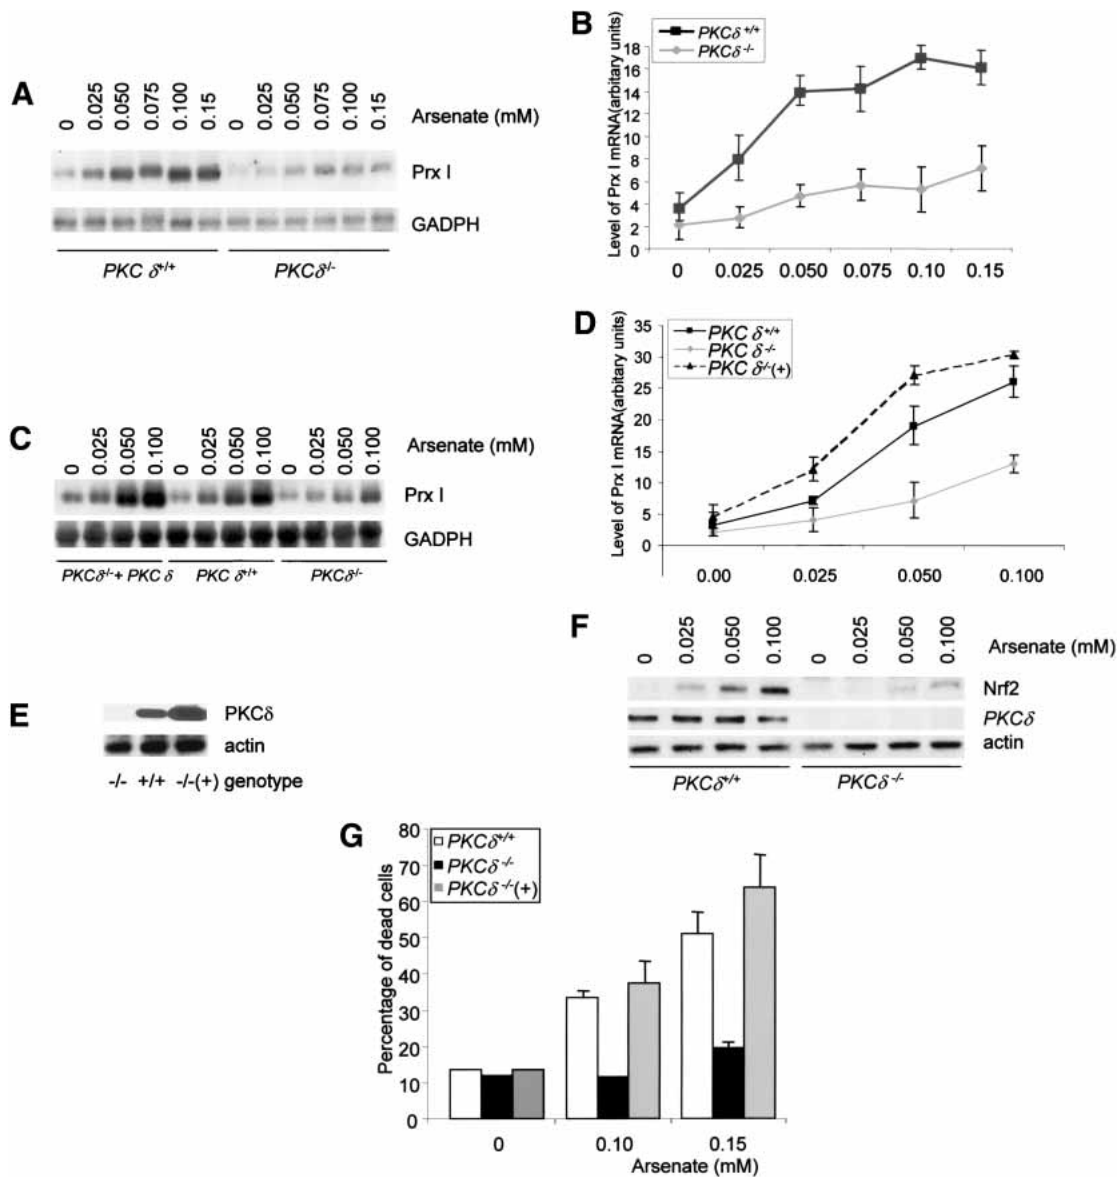 A
0 0.025 0.050 0.075 0.100 0.15 0 0.025 0.050 0.075 0.100 0.15
Arsenate (mM)
Prx I
GADPH
PKC δ+/+ PKCδ-/-
B
Level of Prx I mRNA(arbitary units)
PKCδ +/+
PKCδ -/-
18
16
14
12
10
8
6
4
2
0
0 0.025 0.050 0.075 0.10 0.15
C
0 0.025 0.050 0.100 0 0.025 0.050 0.100 0 0.025 0.050 0.100
Arsenate (mM)
Prx I
GADPH
PKCδ-/-+ PKC δ PKC δ+/+ PKCδ-/-
D
Level of Prx I mRNA(arbitary units)
PKC δ+/+
PKC δ-/-
PKC δ-/-(+)
35
30
25
20
15
10
5
0
0.00 0.025 0.050 0.100
E
PKCδ
actin
-/- +/+ -/-(+) genotype
F
0 0.025 0.050 0.100 0 0.025 0.050 0.100
Arsenate (mM)
Nrf2
PKCδ
actin
PKCδ+/+ PKCδ -/-
G
Percentage of dead cells
PKCδ+/+
PKCδ -/-
PKCδ -/-(+)
80
70
60
50
40
30
20
10
0
0 0.10 0.15
Arsenate (mM)